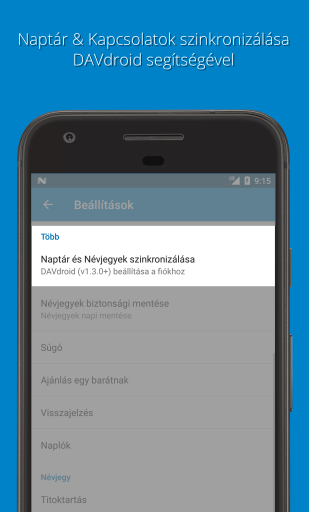 Naptár & Kapcsolatok szinkronizálása
DAVdroid segítségével
9:15
Beállítások
Több
Naptár és Névjegyek szinkronizálása
DAVdroid (v1.3.0+) beállítása a fiókhoz
Névjegyek biztonsági mentése
Névjegyek napi mentése
Súgó
Ajánlás egy barátnak
Visszajelzés
Naplók
Névjegy
Titoktartás